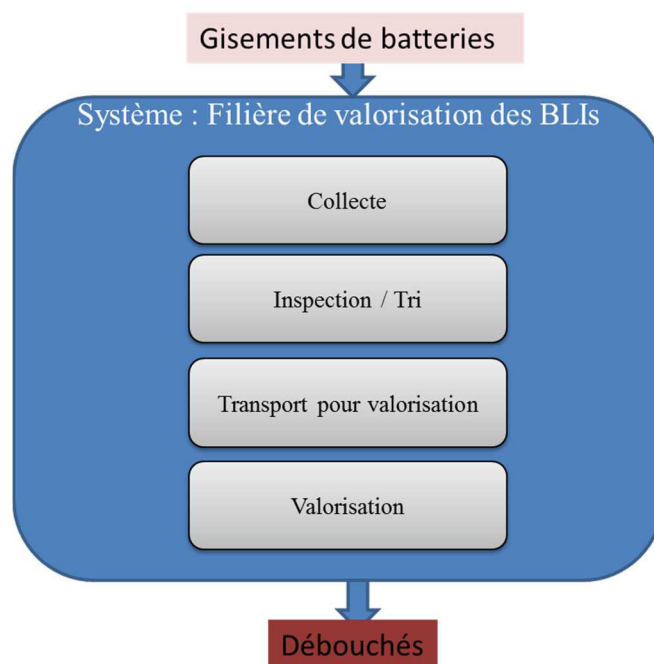 Gisements de batteries
Système : Filière de valorisation des BLIs
Collecte
Inspection / Tri
Transport pour valorisation
Valorisation
Débouchés